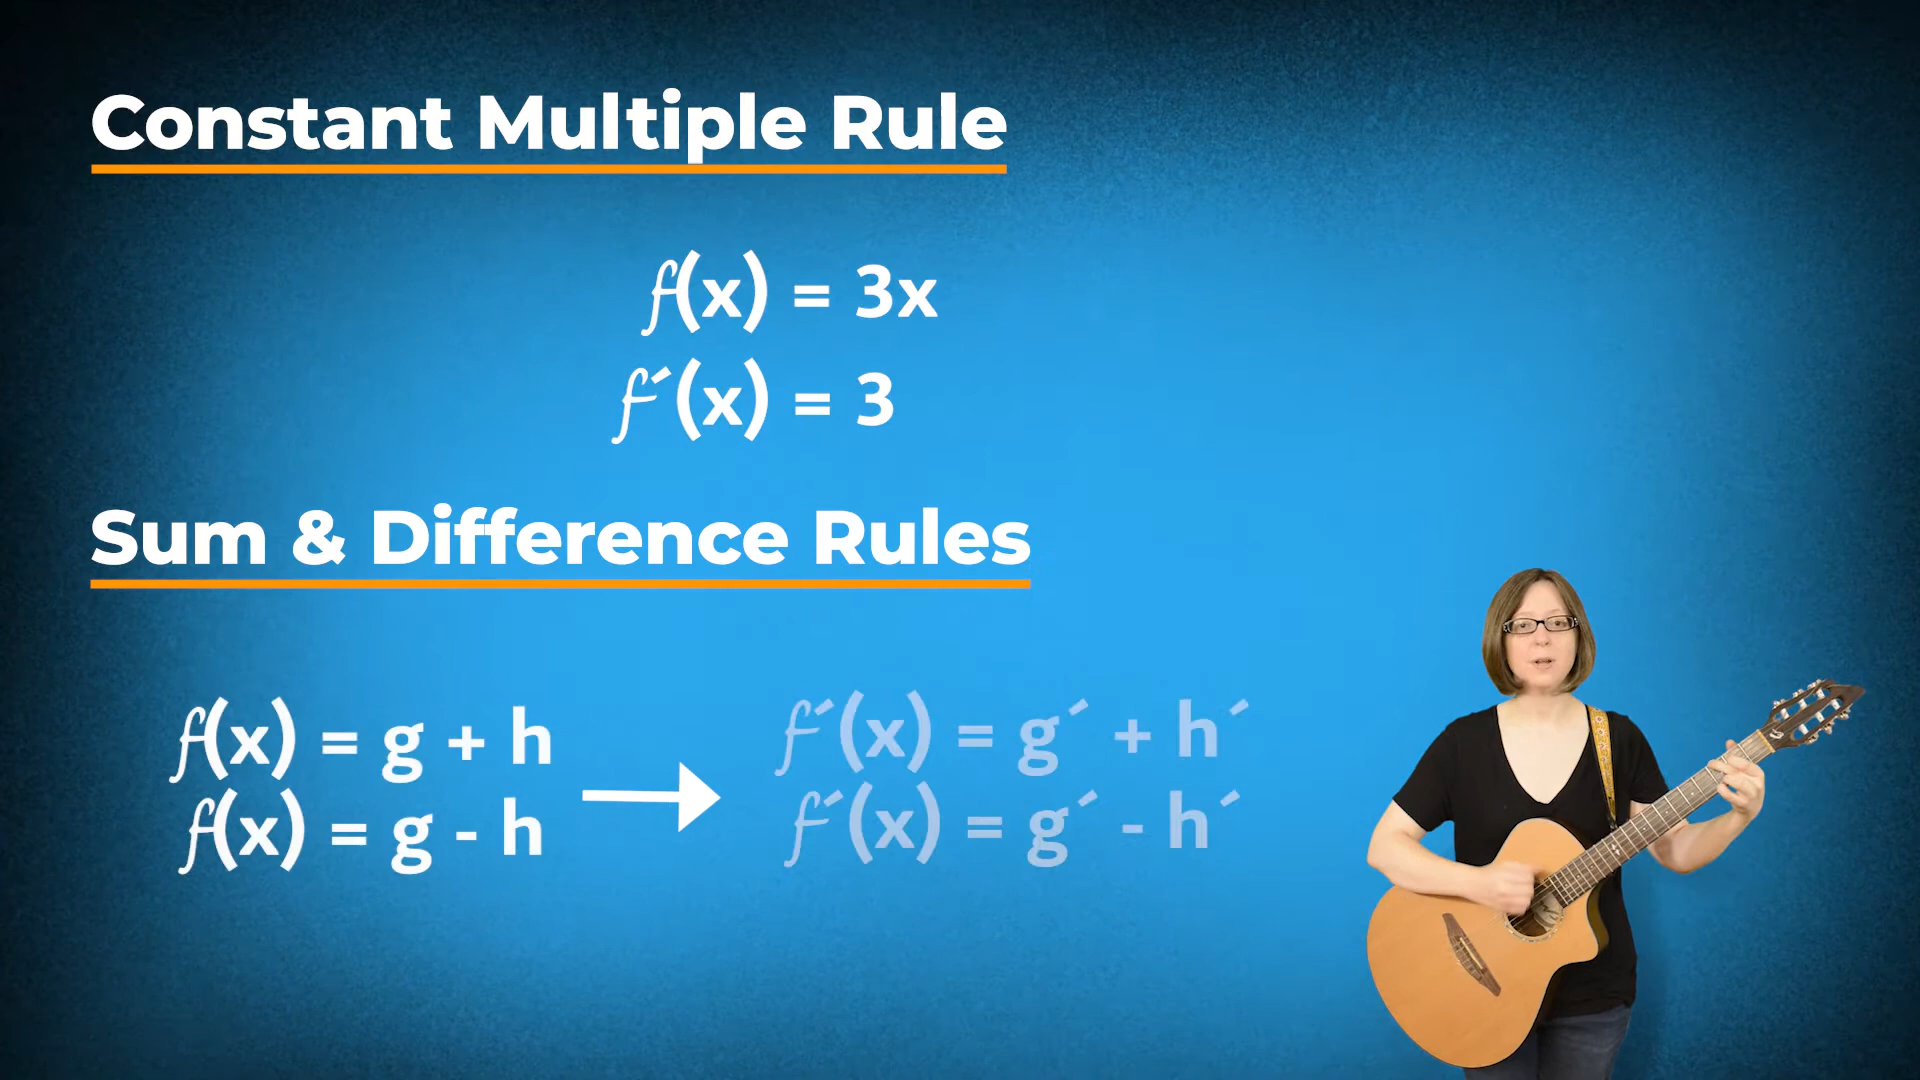 Constant Multiple Rule
f(x) = 3x
f´(x) = 3
Sum & Difference Rules
f(x) = g + h
f(x) = g - h
f´(x) = g´ + h´
f´(x) = g´ - h´